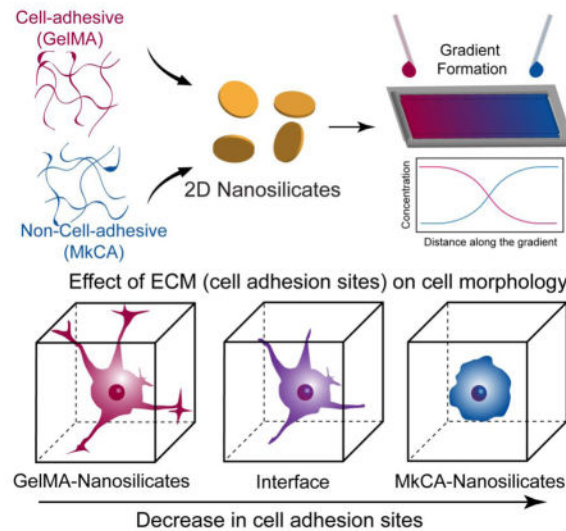 Cell-adhesive
(GelMA)
Gradient
Formation
2D Nanosilicates
Non-Cell-adhesive
(MkCA)
Concentration
Distance along the gradient
Effect of ECM (cell adhesion sites) on cell morphology
GelMA-Nanosilicates
Interface
MkCA-Nanosilicates
Decrease in cell adhesion sites